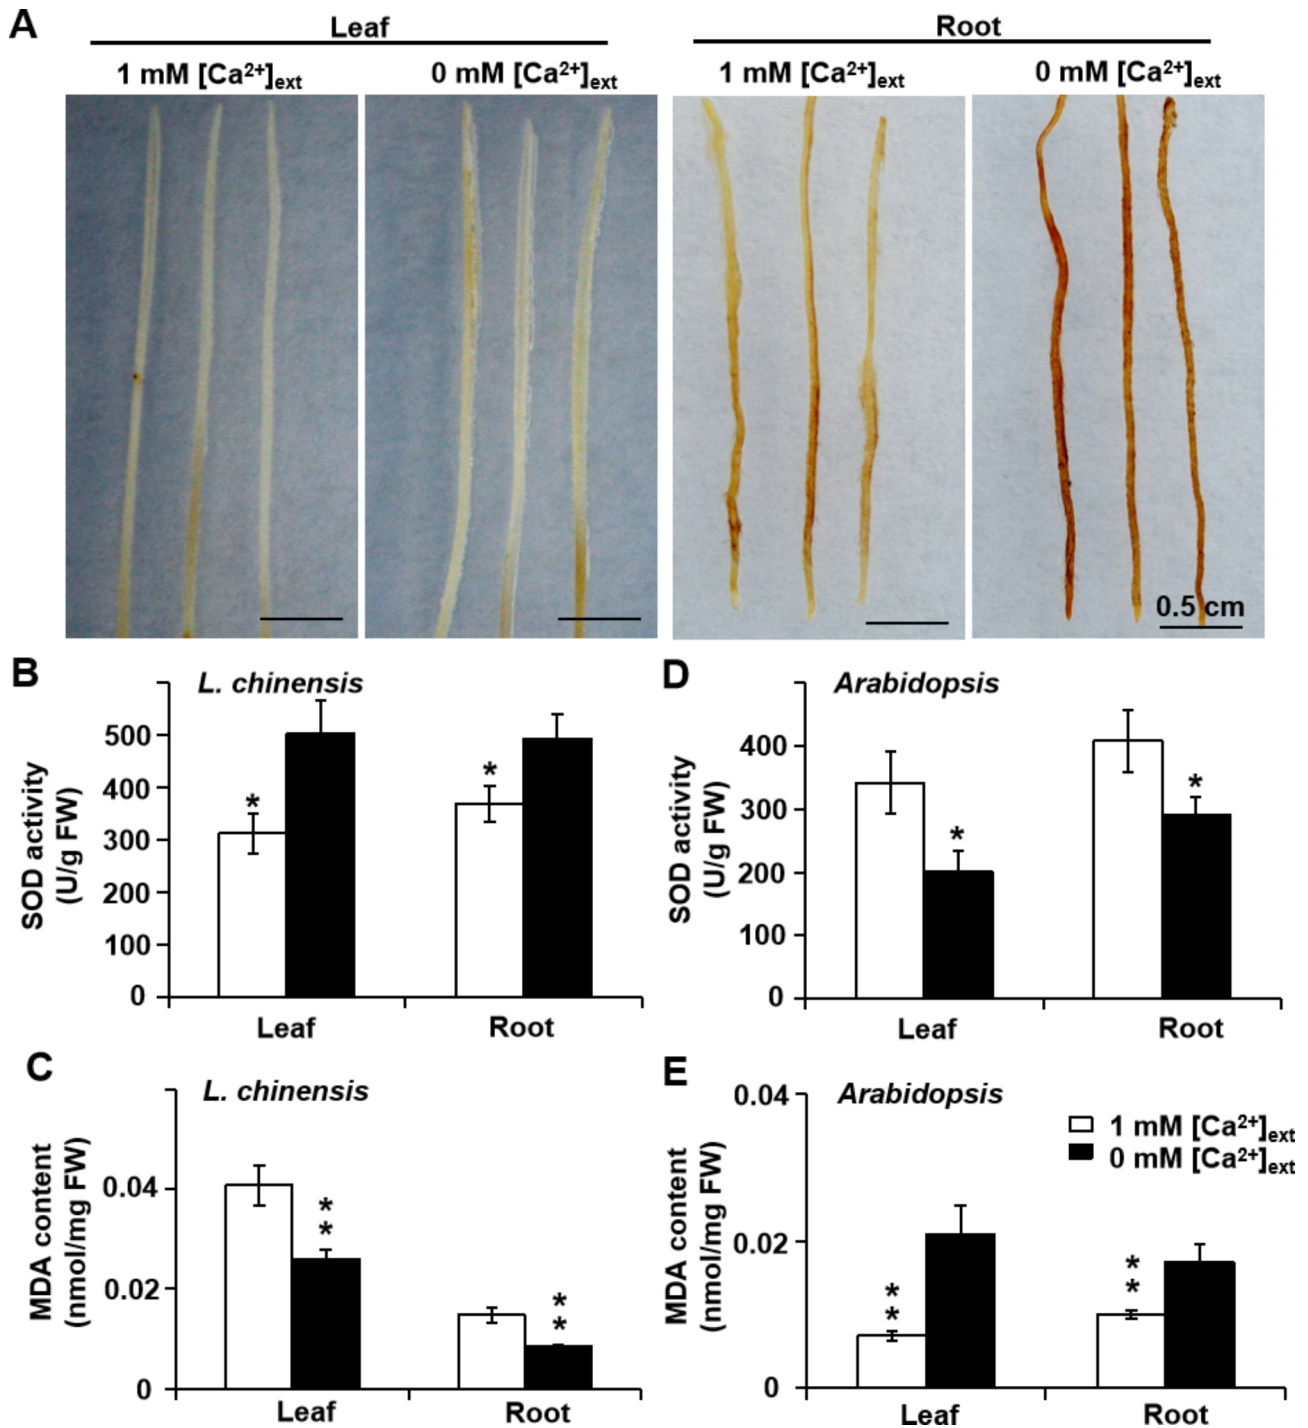 A
Leaf
Root
1 mM [Ca²⁺]ext
0 mM [Ca²⁺]ext
1 mM [Ca²⁺]ext
0 mM [Ca²⁺]ext
0.5 cm
B
L. chinensis
SOD activity
(U/g FW)
500
400
300
200
100
0
*
*
Leaf
Root
D
Arabidopsis
SOD activity
(U/g FW)
400
300
200
100
0
*
*
Leaf
Root
C
L. chinensis
MDA content
(nmol/mg FW)
0.04
0.02
0
*
*
*
*
Leaf
Root
E
Arabidopsis
MDA content
(nmol/mg FW)
0.04
0.02
0
1 mM [Ca²⁺]ext
0 mM [Ca²⁺]ext
*
*
*
*
Leaf
Root